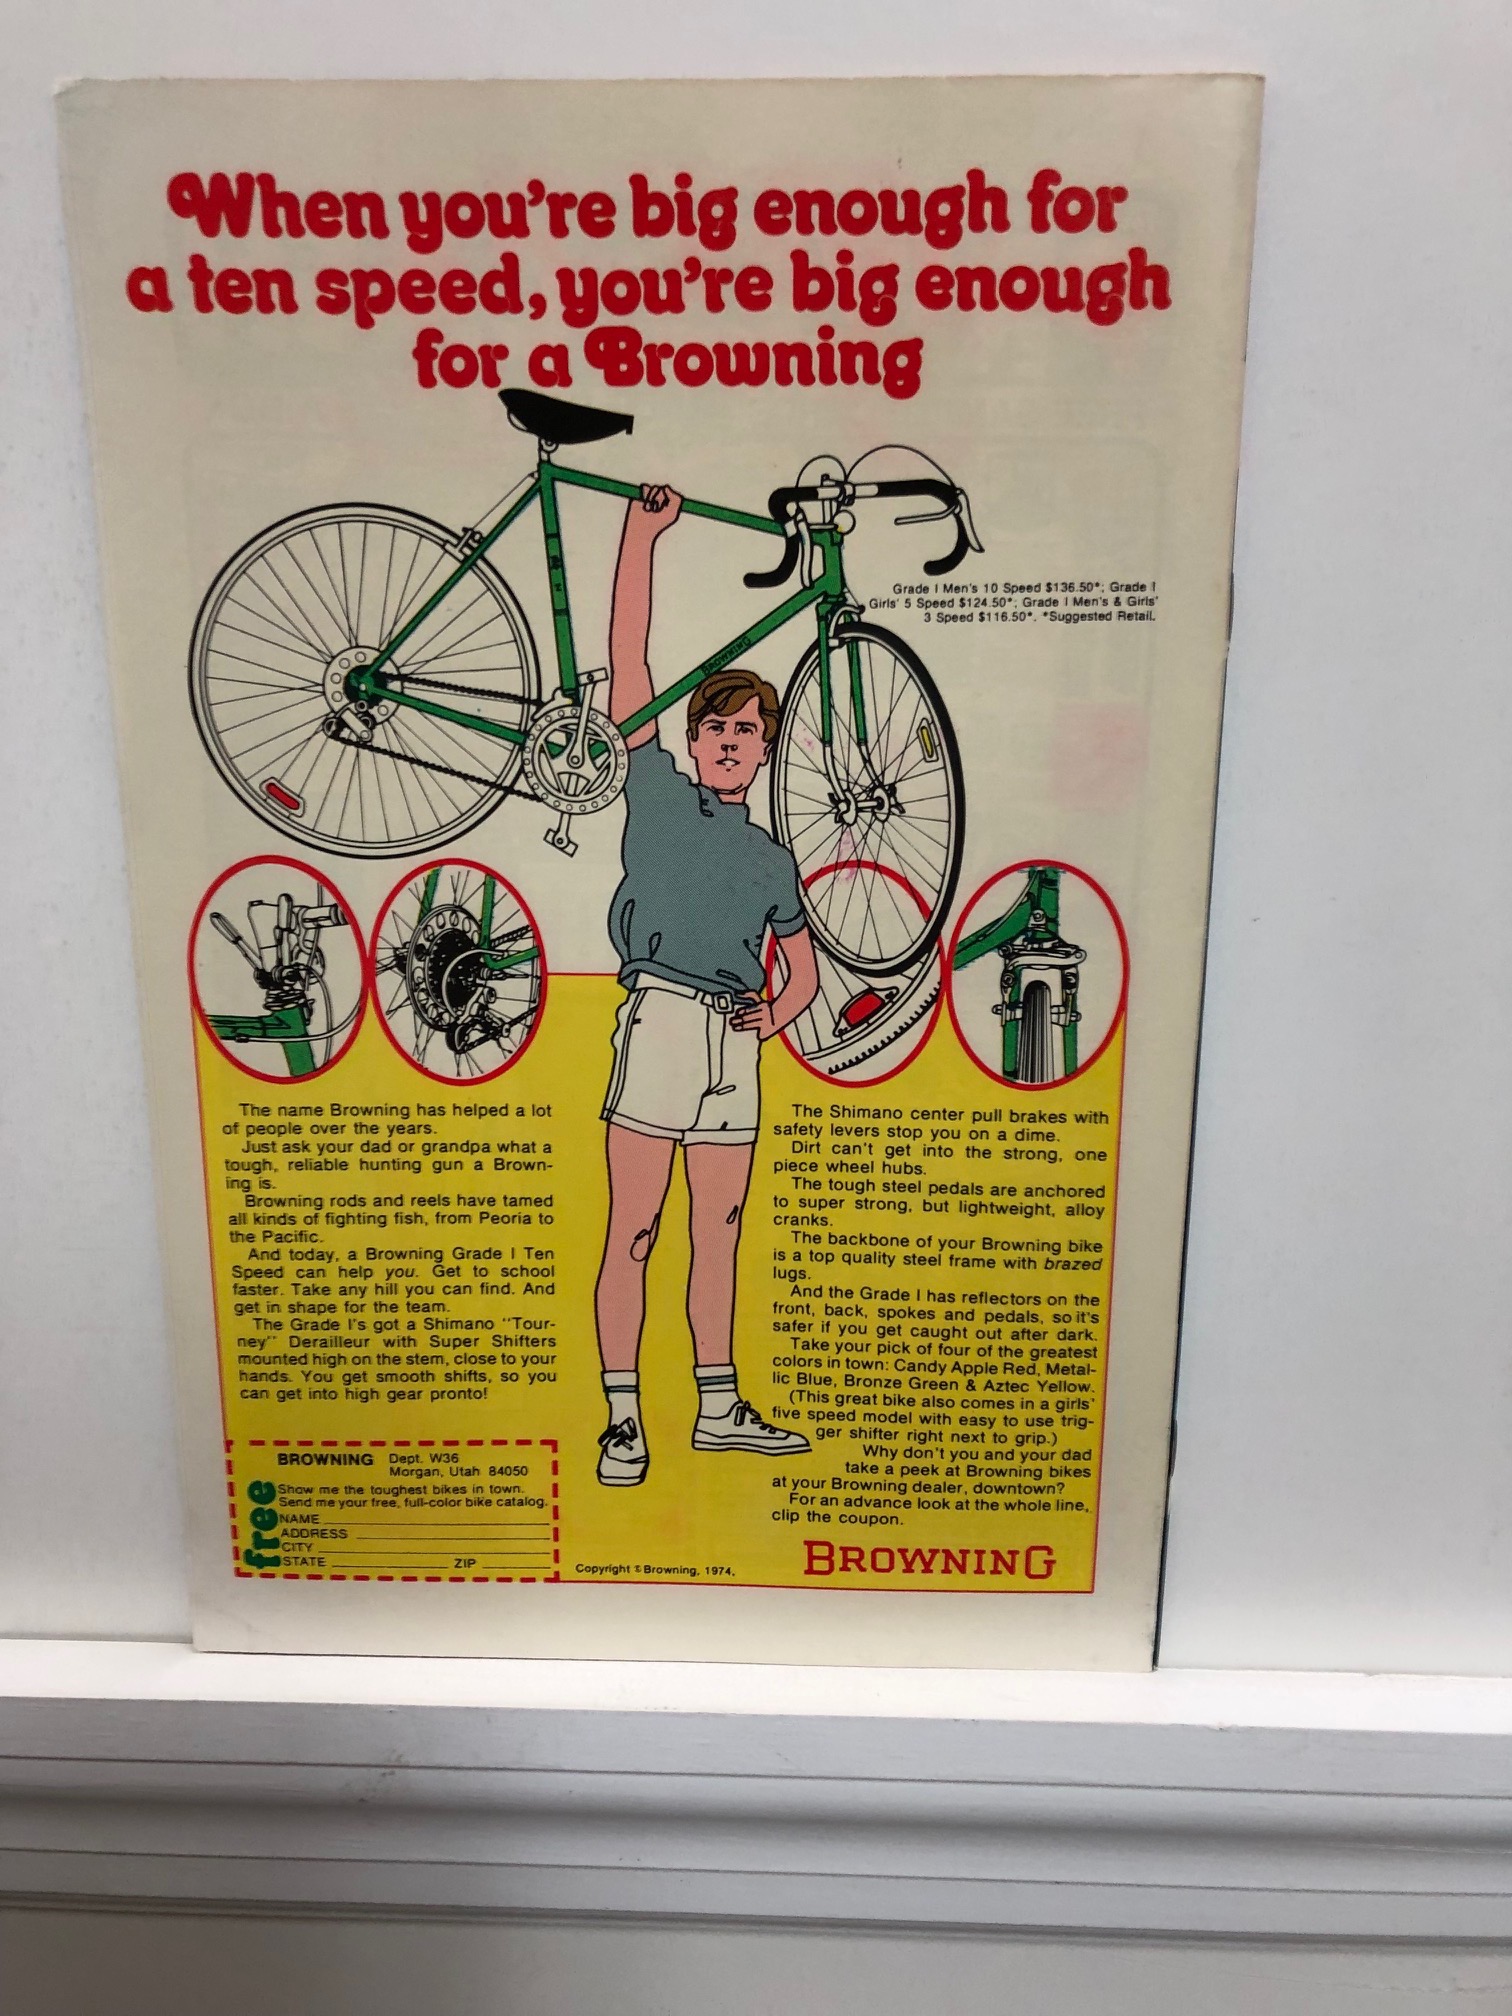 When you're big enough for
a ten speed, you're big enough
for a Browning
Grade I Men's 10 Speed $136.50*; Grade I
Girls' 5 Speed $124.50*; Grade I Men's & Girls'
3 Speed $116.50*. *Suggested Retail.
BROWNING
The name Browning has helped a lot
of people over the years.
Just ask your dad or grandpa what a
tough, reliable hunting gun a Brown-
ing is.
Browning rods and reels have tamed
all kinds of fighting fish, from Peoria to
the Pacific.
And today, a Browning Grade I Ten
Speed can help you. Get to school
faster. Take any hill you can find. And
get in shape for the team.
The Grade I's got a Shimano "Tour-
ney" Derailleur with Super Shifters
mounted high on the stem, close to your
hands. You get smooth shifts, so you
can get into high gear pronto!
The Shimano center pull brakes with
safety levers stop you on a dime.
Dirt can't get into the strong, one
piece wheel hubs.
The tough steel pedals are anchored
to super strong, but lightweight, alloy
cranks.
The backbone of your Browning bike
is a top quality steel frame with brazed
lugs.
And the Grade I has reflectors on the
front, back, spokes and pedals, so it's
safer if you get caught out after dark.
Take your pick of four of the greatest
colors in town: Candy Apple Red, Metal-
lic Blue, Bronze Green & Aztec Yellow.
(This great bike also comes in a girls'
five speed model with easy to use trig-
ger shifter right next to grip.)
Why don't you and your dad
take a peek at Browning bikes
at your Browning dealer, downtown?
For an advance look at the whole line,
clip the coupon.
BROWNING Dept. W36
Morgan, Utah 84050
free
Show me the toughest bikes in town.
Send me your free, full-color bike catalog.
NAME
ADDRESS
CITY
STATE ZIP
Copyright © Browning, 1974.
BROWNING